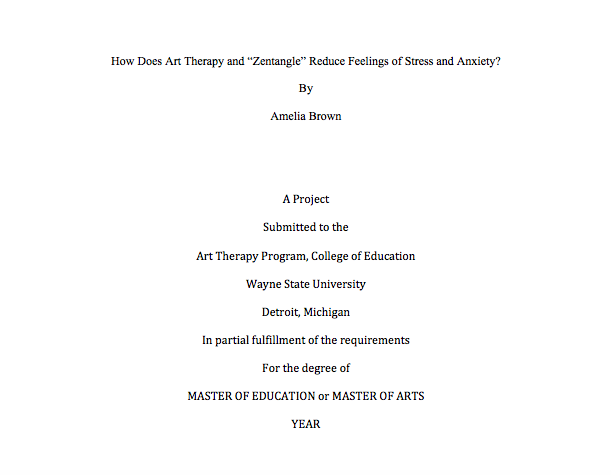 How Does Art Therapy and “Zentangle” Reduce Feelings of Stress and Anxiety?
By
Amelia Brown
A Project
Submitted to the
Art Therapy Program, College of Education
Wayne State University
Detroit, Michigan
In partial fulfillment of the requirements
For the degree of
MASTER OF EDUCATION or MASTER OF ARTS
YEAR